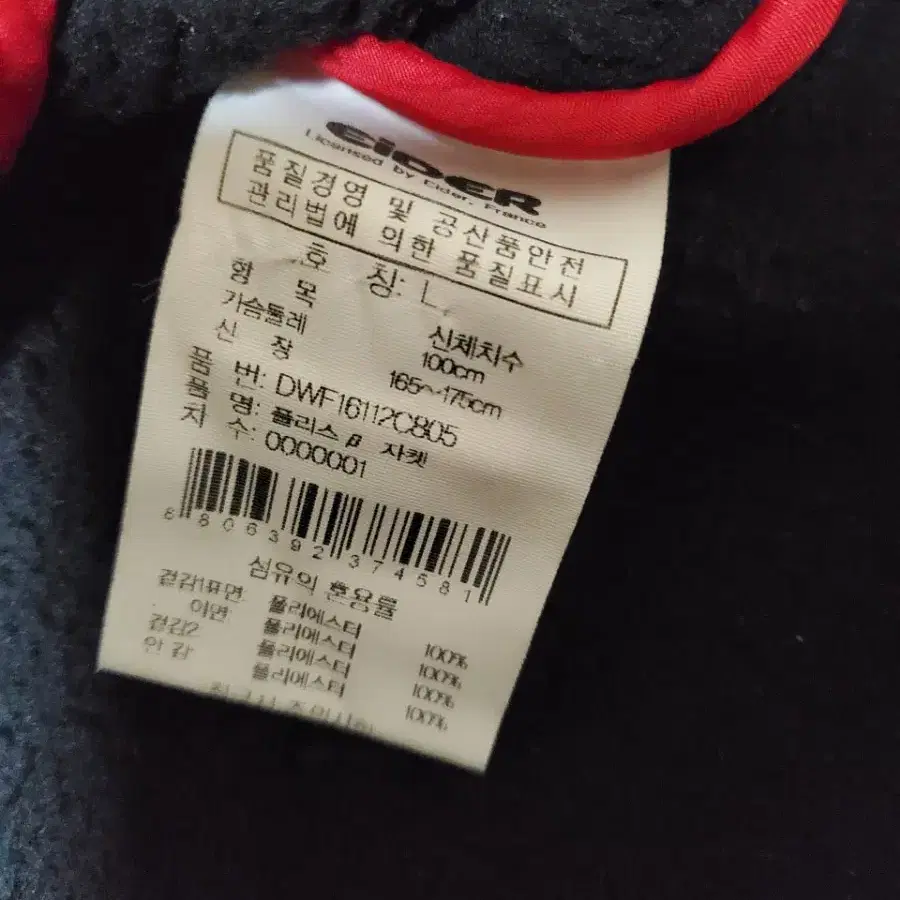 EIDER
Licensed by Eider, France
품질경영 및 공산품안전
관리법에 의한 품질표시
호 칭: L
항 목 신체치수
가슴둘레 100cm
신 장 165~175cm
품 번: DWF16112C805
품 명: 플리스 자켓
치 수: 0000001
8806392374581
섬유의 혼용률
겉감1표면 폴리에스터 100%
이면 폴리에스터 100%
겉감2 폴리에스터 100%
안 감 폴리에스터 100%